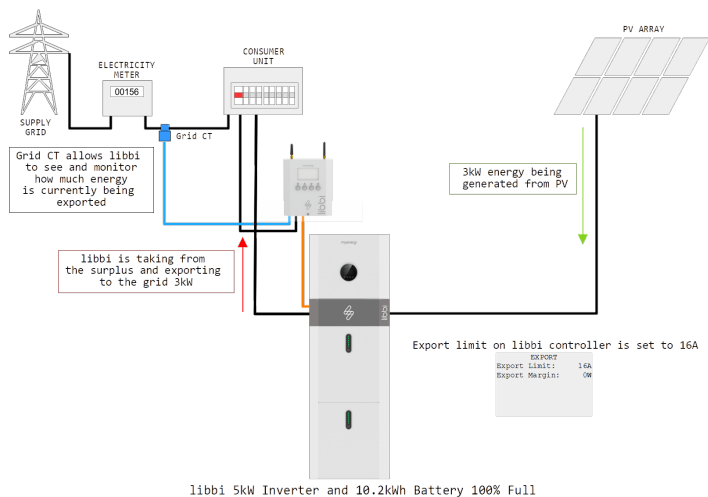 PV ARRAY
CONSUMER
UNIT
ELECTRICITY
METER
00156
SUPPLY
GRID
Grid CT
Grid CT allows libbi
to see and monitor
how much energy
is currently being
exported
libbi
3kW energy being
generated from PV
libbi is taking from
the surplus and exporting
to the grid 3kW
libbi
Export limit on libbi controller is set to 16A
EXPORT
Export Limit: 16A
Export Margin: 0W
libbi 5kW Inverter and 10.2kWh Battery 100% Full